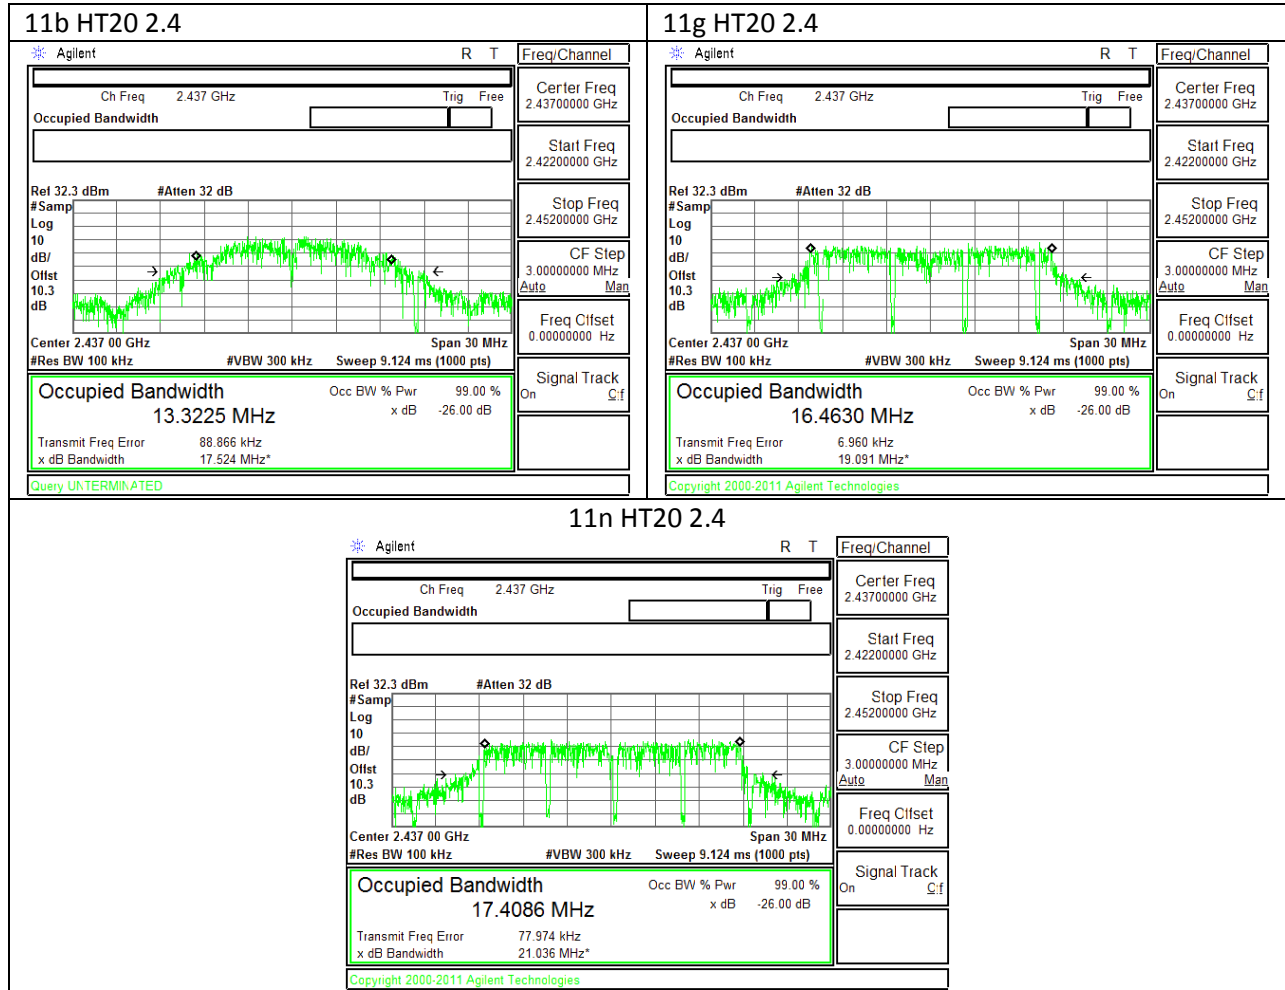 11b HT20 2.4
Agilent R T Freq/Channel
Ch Freq 2.437 GHz Trig Free
Occupied Bandwidth
Center Freq
2.43700000 GHz
Start Freq
2.42200000 GHz
Stop Freq
2.45200000 GHz
CF Step
3.00000000 MHz
Auto Man
Freq Offset
0.00000000 Hz
Signal Track
On Off
Ref 32.3 dBm #Atten 32 dB
#Samp
Log
10
dB/
Offst
10.3
dB
Center 2.437 00 GHz Span 30 MHz
#Res BW 100 kHz #VBW 300 kHz Sweep 9.124 ms (1000 pts)
Occupied Bandwidth Occ BW % Pwr 99.00 %
13.3225 MHz x dB -26.00 dB
Transmit Freq Error 88.866 kHz
x dB Bandwidth 17.524 MHz*
Query UNTERMINATED
11g HT20 2.4
Agilent R T Freq/Channel
Ch Freq 2.437 GHz Trig Free
Occupied Bandwidth
Center Freq
2.43700000 GHz
Start Freq
2.42200000 GHz
Stop Freq
2.45200000 GHz
CF Step
3.00000000 MHz
Auto Man
Freq Offset
0.00000000 Hz
Signal Track
On Off
Ref 32.3 dBm #Atten 32 dB
#Samp
Log
10
dB/
Offst
10.3
dB
Center 2.437 00 GHz Span 30 MHz
#Res BW 100 kHz #VBW 300 kHz Sweep 9.124 ms (1000 pts)
Occupied Bandwidth Occ BW % Pwr 99.00 %
16.4630 MHz x dB -26.00 dB
Transmit Freq Error 6.960 kHz
x dB Bandwidth 19.091 MHz*
Copyright 2000-2011 Agilent Technologies
11n HT20 2.4
Agilent R T Freq/Channel
Ch Freq 2.437 GHz Trig Free
Occupied Bandwidth
Center Freq
2.43700000 GHz
Start Freq
2.42200000 GHz
Stop Freq
2.45200000 GHz
CF Step
3.00000000 MHz
Auto Man
Freq Offset
0.00000000 Hz
Signal Track
On Off
Ref 32.3 dBm #Atten 32 dB
#Samp
Log
10
dB/
Offst
10.3
dB
Center 2.437 00 GHz Span 30 MHz
#Res BW 100 kHz #VBW 300 kHz Sweep 9.124 ms (1000 pts)
Occupied Bandwidth Occ BW % Pwr 99.00 %
17.4086 MHz x dB -26.00 dB
Transmit Freq Error 77.974 kHz
x dB Bandwidth 21.036 MHz*
Copyright 2000-2011 Agilent Technologies